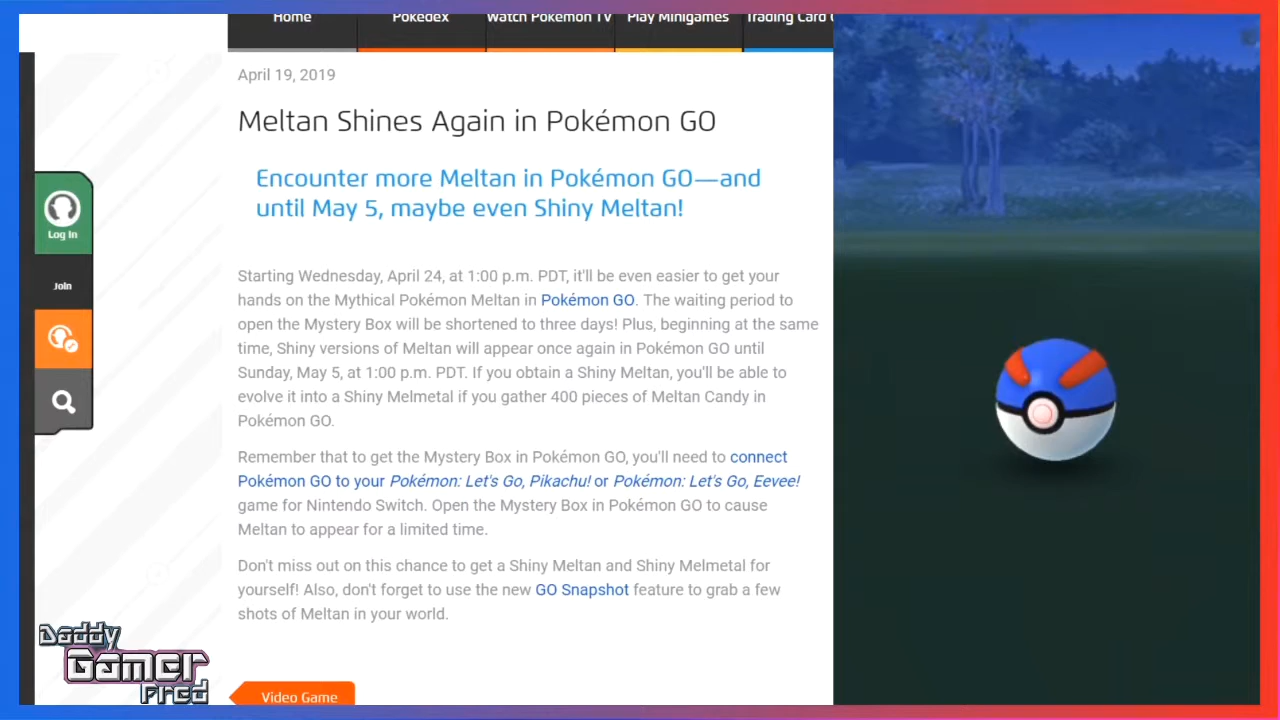 Home Pokédex Watch Pokémon TV Play Minigames Trading Card
April 19, 2019
Meltan Shines Again in Pokémon GO
Encounter more Meltan in Pokémon GO—and
until May 5, maybe even Shiny Meltan!
Log In
Join
Starting Wednesday, April 24, at 1:00 p.m. PDT, it'll be even easier to get your
hands on the Mythical Pokémon Meltan in Pokémon GO. The waiting period to
open the Mystery Box will be shortened to three days! Plus, beginning at the same
time, Shiny versions of Meltan will appear once again in Pokémon GO until
Sunday, May 5, at 1:00 p.m. PDT. If you obtain a Shiny Meltan, you'll be able to
evolve it into a Shiny Melmetal if you gather 400 pieces of Meltan Candy in
Pokémon GO.
Remember that to get the Mystery Box in Pokémon GO, you'll need to connect
Pokémon GO to your Pokémon: Let's Go, Pikachu! or Pokémon: Let's Go, Eevee!
game for Nintendo Switch. Open the Mystery Box in Pokémon GO to cause
Meltan to appear for a limited time.
Don't miss out on this chance to get a Shiny Meltan and Shiny Melmetal for
yourself! Also, don't forget to use the new GO Snapshot feature to grab a few
shots of Meltan in your world.
Daddy
Gamer
Fred
Video Game